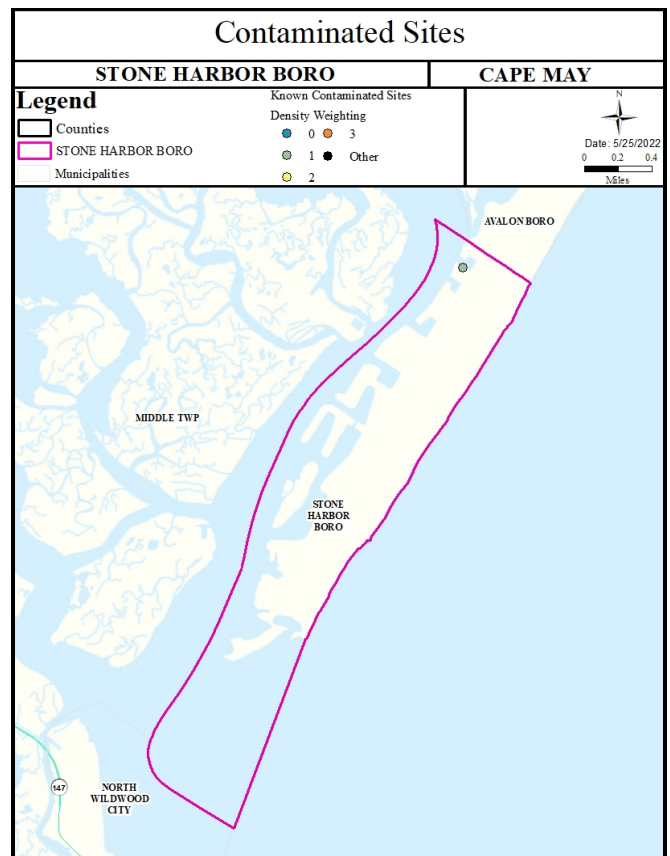 Contaminated Sites
STONE HARBOR BORO
CAPE MAY
Legend
Counties
STONE HARBOR BORO
Municipalities
Known Contaminated Sites
Density Weighting
0
3
1
Other
2
N
Date: 5/25/2022
0 0.2 0.4
Miles
AVALON BORO
MIDDLE TWP
STONE
HARBOR
BORO
147
NORTH
WILDWOOD
CITY